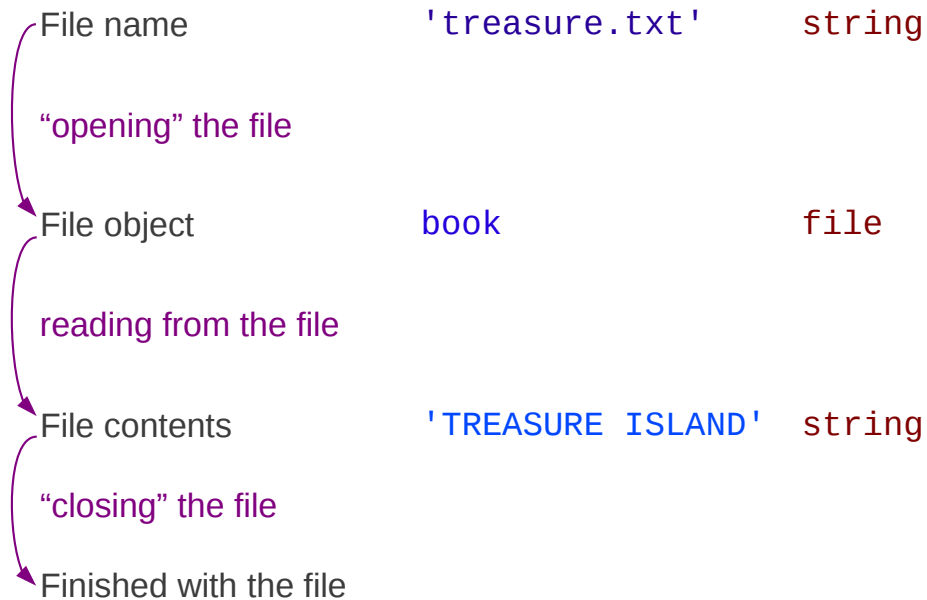 File name 'treasure.txt' string
“opening” the file
File object book file
reading from the file
File contents 'TREASURE ISLAND' string
“closing” the file
Finished with the file